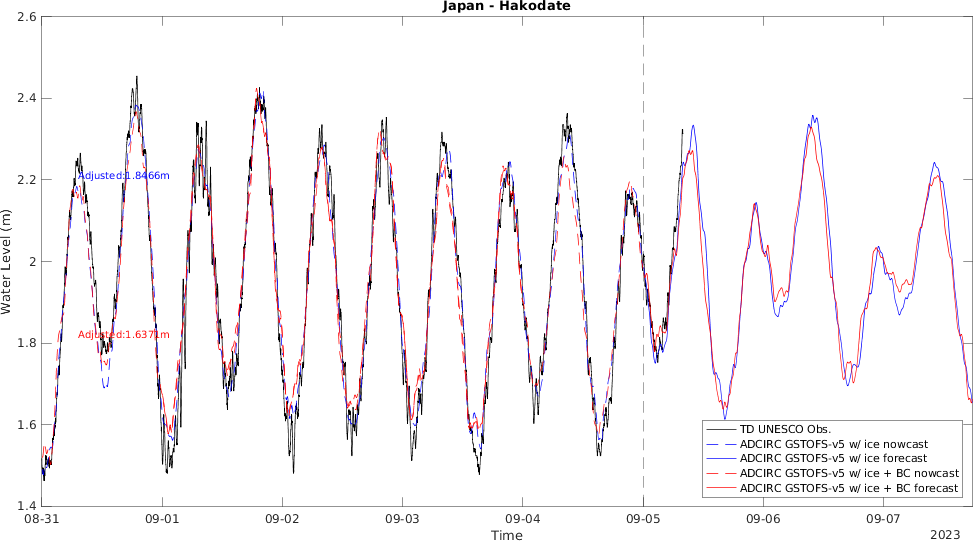 Japan - Hakodate
2.6
2.4
2.2
2
1.8
1.6
1.4
Water Level (m)
Adjusted:1.8466m
Adjusted:1.6371m
TD UNESCO Obs.
ADCIRC GSTOFS-v5 w/ ice nowcast
ADCIRC GSTOFS-v5 w/ ice forecast
ADCIRC GSTOFS-v5 w/ ice + BC nowcast
ADCIRC GSTOFS-v5 w/ ice + BC forecast
08-31 09-01 09-02 09-03 09-04 09-05 09-06 09-07
Time
2023